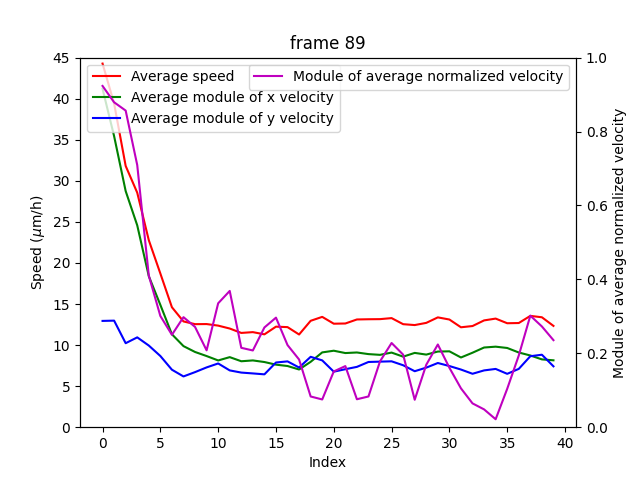 frame 89
Average speed
Average module of x velocity
Average module of y velocity
Module of average normalized velocity
Speed (μm/h)
45
40
35
30
25
20
15
10
5
0
1.0
0.8
0.6
0.4
0.2
0.0
Module of average normalized velocity
0 5 10 15 20 25 30 35 40
Index